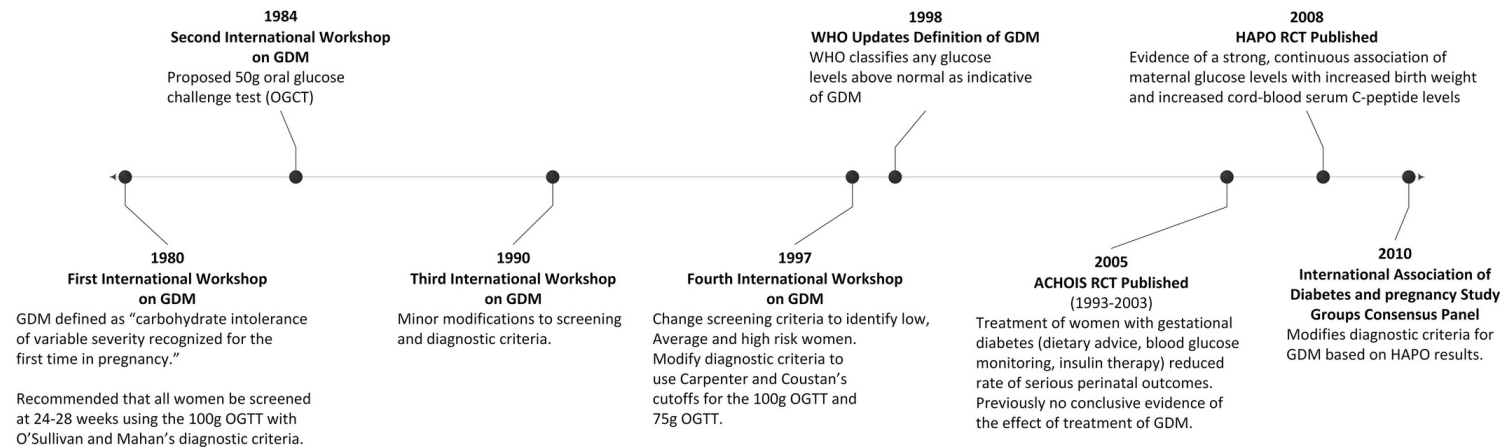 1984
Second International Workshop
on GDM
Proposed 50g oral glucose
challenge test (OGCT)
1998
WHO Updates Definition of GDM
WHO classifies any glucose
levels above normal as indicative
of GDM
2008
HAPO RCT Published
Evidence of a strong, continuous association of
maternal glucose levels with increased birth weight
and increased cord-blood serum C-peptide levels
1980
First International Workshop
on GDM
GDM defined as “carbohydrate intolerance
of variable severity recognized for the
first time in pregnancy.”
Recommended that all women be screened
at 24-28 weeks using the 100g OGTT with
O’Sullivan and Mahan’s diagnostic criteria.
1990
Third International Workshop
on GDM
Minor modifications to screening
and diagnostic criteria.
1997
Fourth International Workshop
on GDM
Change screening criteria to identify low,
Average and high risk women.
Modify diagnostic criteria to
use Carpenter and Coustan’s
cutoffs for the 100g OGTT and
75g OGTT.
2005
ACHOIS RCT Published
(1993-2003)
Treatment of women with gestational
diabetes (dietary advice, blood glucose
monitoring, insulin therapy) reduced
rate of serious perinatal outcomes.
Previously no conclusive evidence of
the effect of treatment of GDM.
2010
International Association of
Diabetes and pregnancy Study
Groups Consensus Panel
Modifies diagnostic criteria for
GDM based on HAPO results.